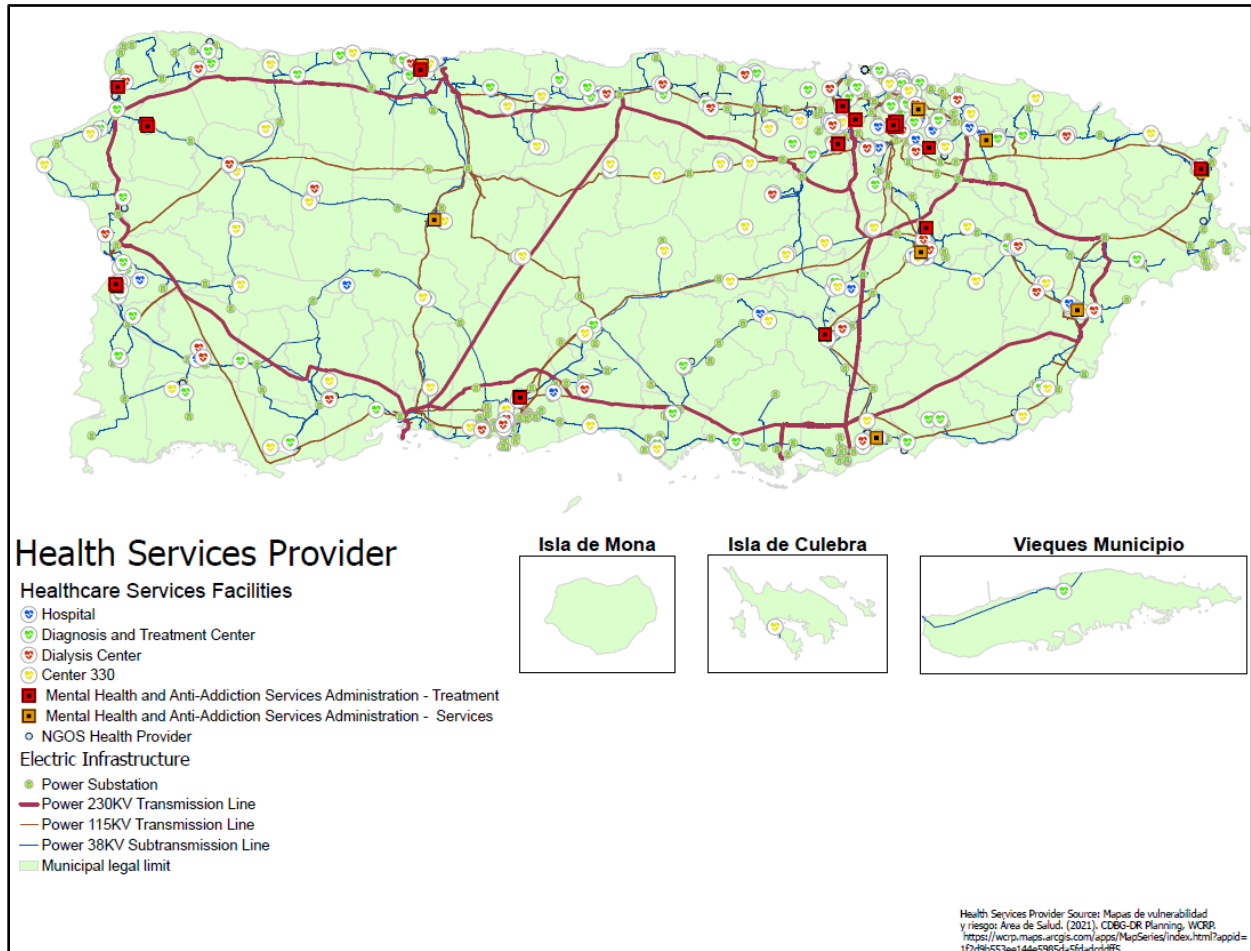 Health Services Provider
Healthcare Services Facilities
Hospital
Diagnosis and Treatment Center
Dialysis Center
Center 330
Mental Health and Anti-Addiction Services Administration - Treatment
Mental Health and Anti-Addiction Services Administration - Services
NGOS Health Provider
Electric Infrastructure
Power Substation
Power 230KV Transmission Line
Power 115KV Transmission Line
Power 38KV Subtransmission Line
Municipal legal limit
Isla de Mona
Isla de Culebra
Vieques Municipio
Health Services Provider Source: Mapas de vulnerabilidad
y riesgo: Área de Salud. (2021). CDBG-DR Planning, WCRP.
https://wcrp.maps.arcgis.com/apps/MapSeries/index.html?appid=